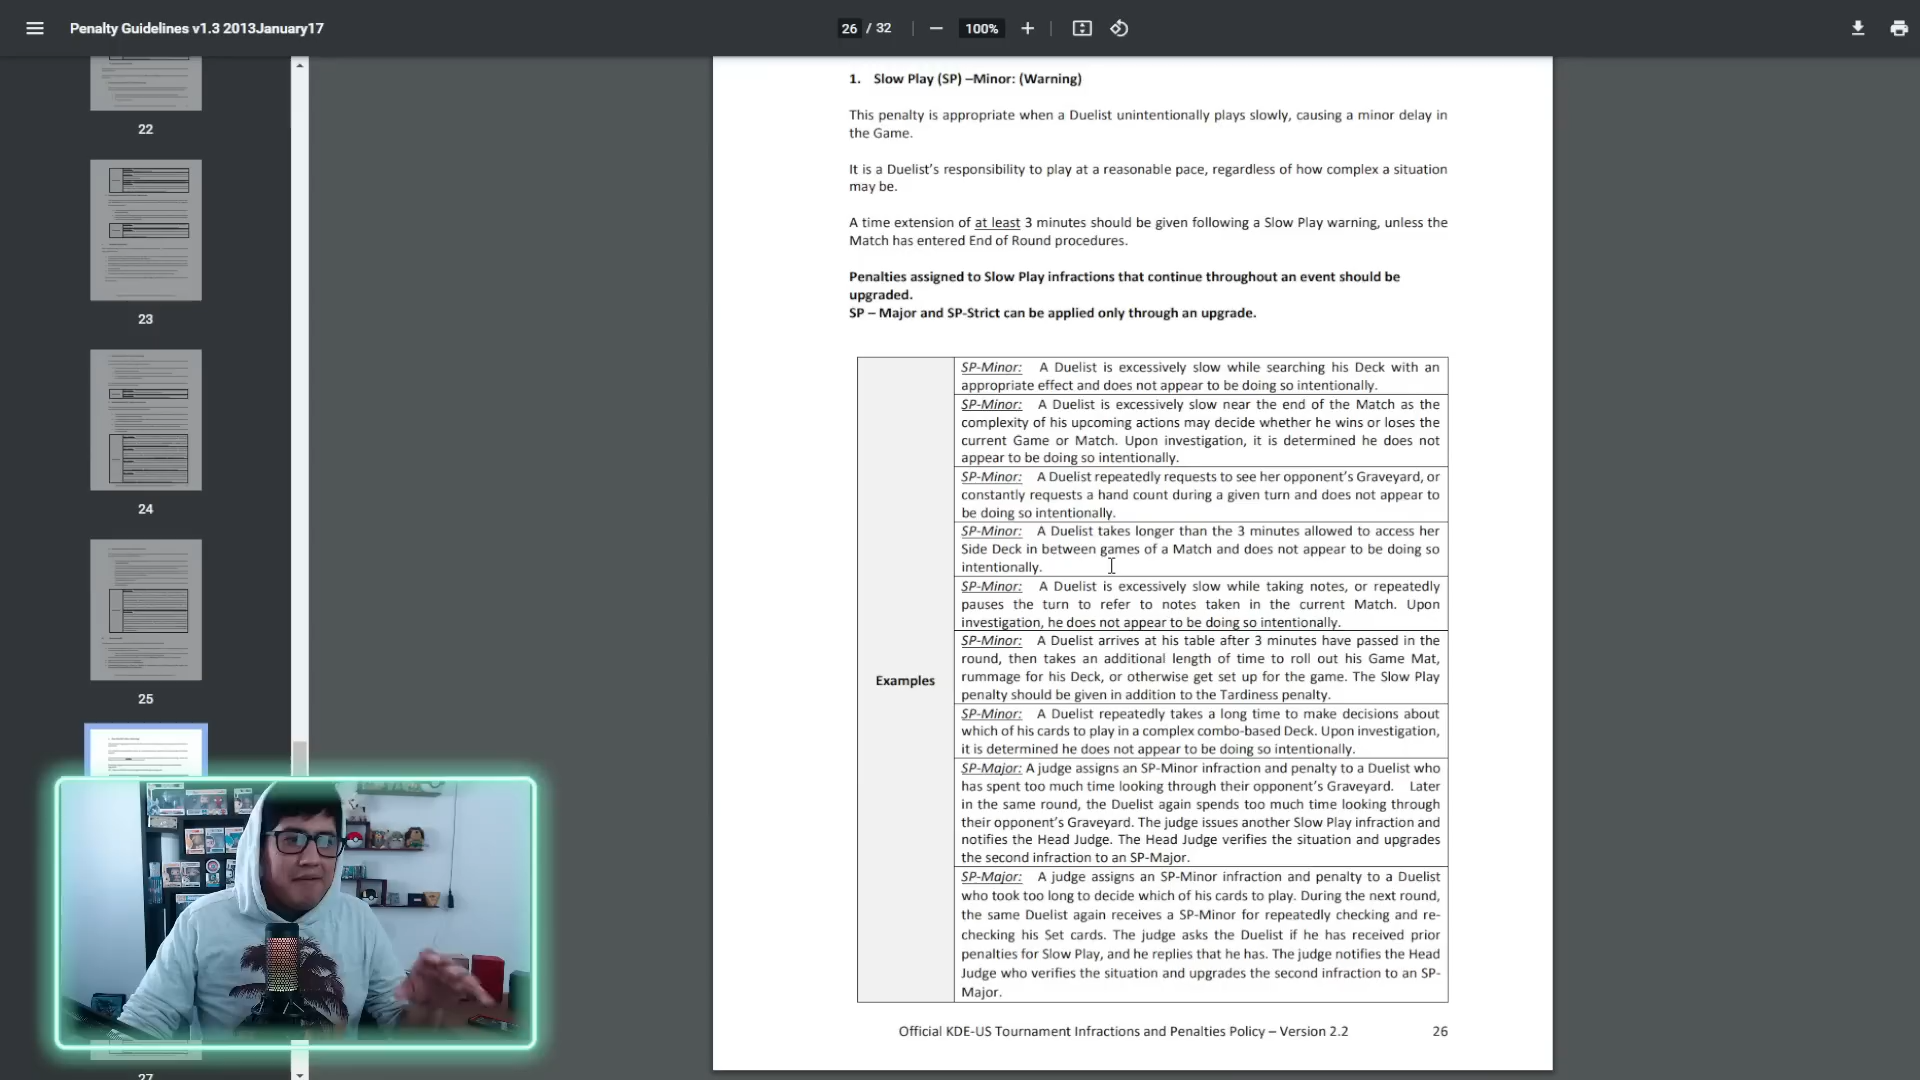 Penalty Guidelines v1.3 2013January17
26 / 32
100%
22
23
24
25
27
1. Slow Play (SP) –Minor: (Warning)
This penalty is appropriate when a Duelist unintentionally plays slowly, causing a minor delay in
the Game.
It is a Duelist’s responsibility to play at a reasonable pace, regardless of how complex a situation
may be.
A time extension of at least 3 minutes should be given following a Slow Play warning, unless the
Match has entered End of Round procedures.
Penalties assigned to Slow Play infractions that continue throughout an event should be
upgraded.
SP – Major and SP-Strict can be applied only through an upgrade.
Examples
SP-Minor: A Duelist is excessively slow while searching his Deck with an
appropriate effect and does not appear to be doing so intentionally.
SP-Minor: A Duelist is excessively slow near the end of the Match as the
complexity of his upcoming actions may decide whether he wins or loses the
current Game or Match. Upon investigation, it is determined he does not
appear to be doing so intentionally.
SP-Minor: A Duelist repeatedly requests to see her opponent’s Graveyard, or
constantly requests a hand count during a given turn and does not appear to
be doing so intentionally.
SP-Minor: A Duelist takes longer than the 3 minutes allowed to access her
Side Deck in between games of a Match and does not appear to be doing so
intentionally.
SP-Minor: A Duelist is excessively slow while taking notes, or repeatedly
pauses the turn to refer to notes taken in the current Match. Upon
investigation, he does not appear to be doing so intentionally.
SP-Minor: A Duelist arrives at his table after 3 minutes have passed in the
round, then takes an additional length of time to roll out his Game Mat,
rummage for his Deck, or otherwise get set up for the game. The Slow Play
penalty should be given in addition to the Tardiness penalty.
SP-Minor: A Duelist repeatedly takes a long time to make decisions about
which of his cards to play in a complex combo-based Deck. Upon investigation,
it is determined he does not appear to be doing so intentionally.
SP-Major: A judge assigns an SP-Minor infraction and penalty to a Duelist who
has spent too much time looking through their opponent’s Graveyard. Later
in the same round, the Duelist again spends too much time looking through
their opponent’s Graveyard. The judge issues another Slow Play infraction and
notifies the Head Judge. The Head Judge verifies the situation and upgrades
the second infraction to an SP-Major.
SP-Major: A judge assigns an SP-Minor infraction and penalty to a Duelist
who took too long to decide which of his cards to play. During the next round,
the same Duelist again receives a SP-Minor for repeatedly checking and re-
checking his Set cards. The judge asks the Duelist if he has received prior
penalties for Slow Play, and he replies that he has. The judge notifies the Head
Judge who verifies the situation and upgrades the second infraction to an SP-
Major.
Official KDE-US Tournament Infractions and Penalties Policy – Version 2.2 26